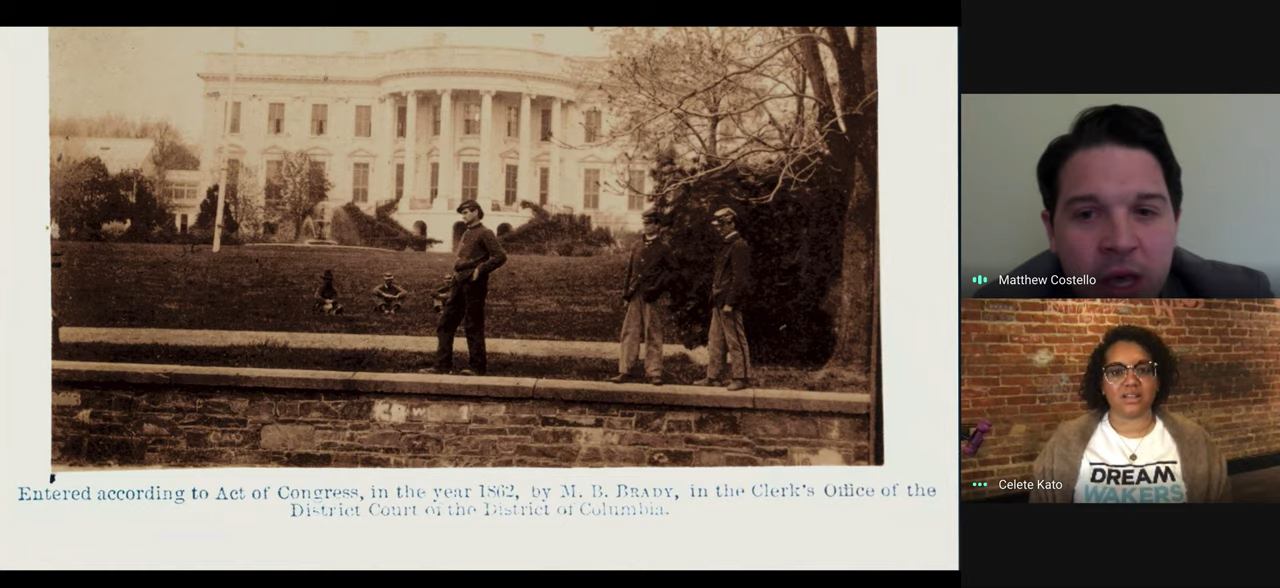 Entered according to Act of Congress, in the year 1862, by M. B. BRADY, in the Clerk's Office of the
District Court of the District of Columbia.
Matthew Costello
DREAM
WAKERS
Celete Kato